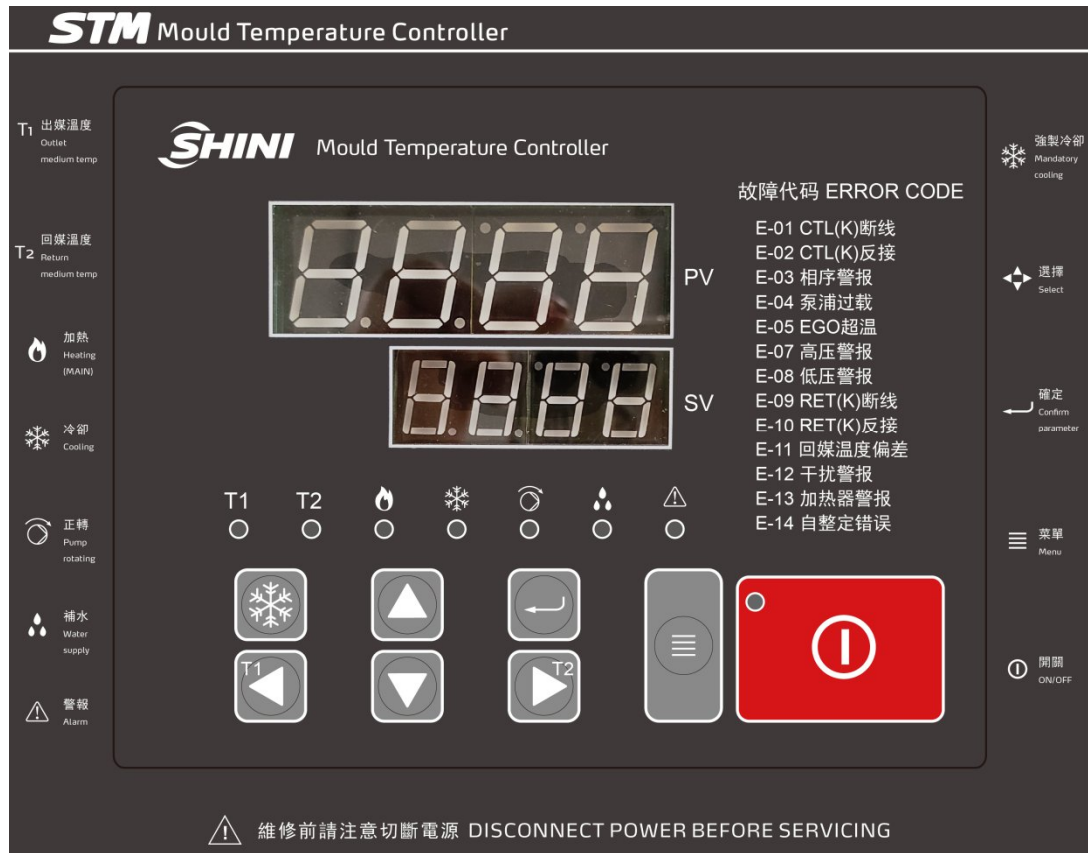 STM Mould Temperature Controller
T1 出媒溫度
Outlet
medium temp
T2 回媒溫度
Return
medium temp
加熱
Heating
(MAIN)
冷卻
Cooling
正轉
Pump
rotating
補水
Water
supply
警報
Alarm
SHINI Mould Temperature Controller
PV
SV
故障代码 ERROR CODE
E-01 CTL(K)断线
E-02 CTL(K)反接
E-03 相序警报
E-04 泵浦过载
E-05 EGO超温
E-07 高压警报
E-08 低压警报
E-09 RET(K)断线
E-10 RET(K)反接
E-11 回媒温度偏差
E-12 干扰警报
E-13 加热器警报
E-14 自整定错误
T1 T2
T1 T2
強製冷卻
Mandatory
cooling
選擇
Select
確定
Confirm
parameter
菜單
Menu
開關
ON/OFF
維修前請注意切斷電源 DISCONNECT POWER BEFORE SERVICING